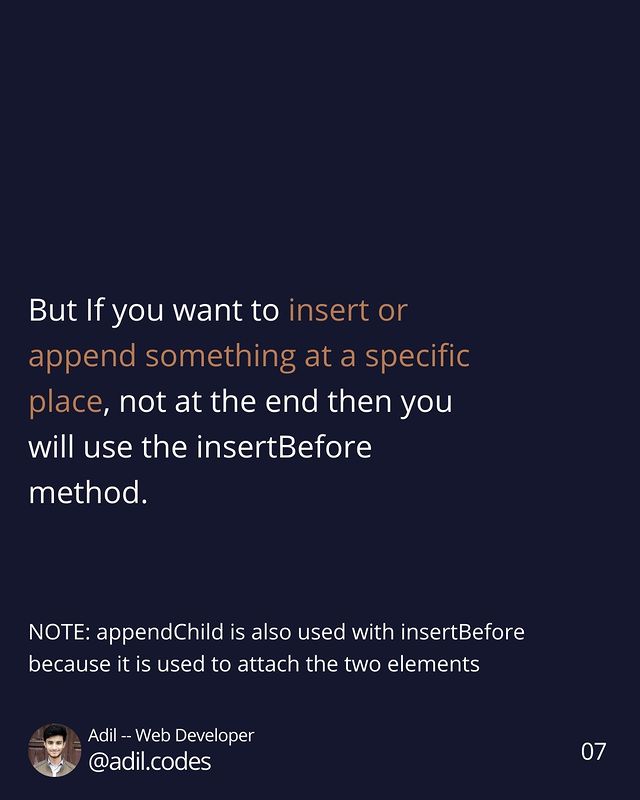 But If you want to insert or
append something at a specific
place, not at the end then you
will use the insertBefore
method.
NOTE: appendChild is also used with insertBefore
because it is used to attach the two elements
Adil -- Web Developer
@adil.codes
07